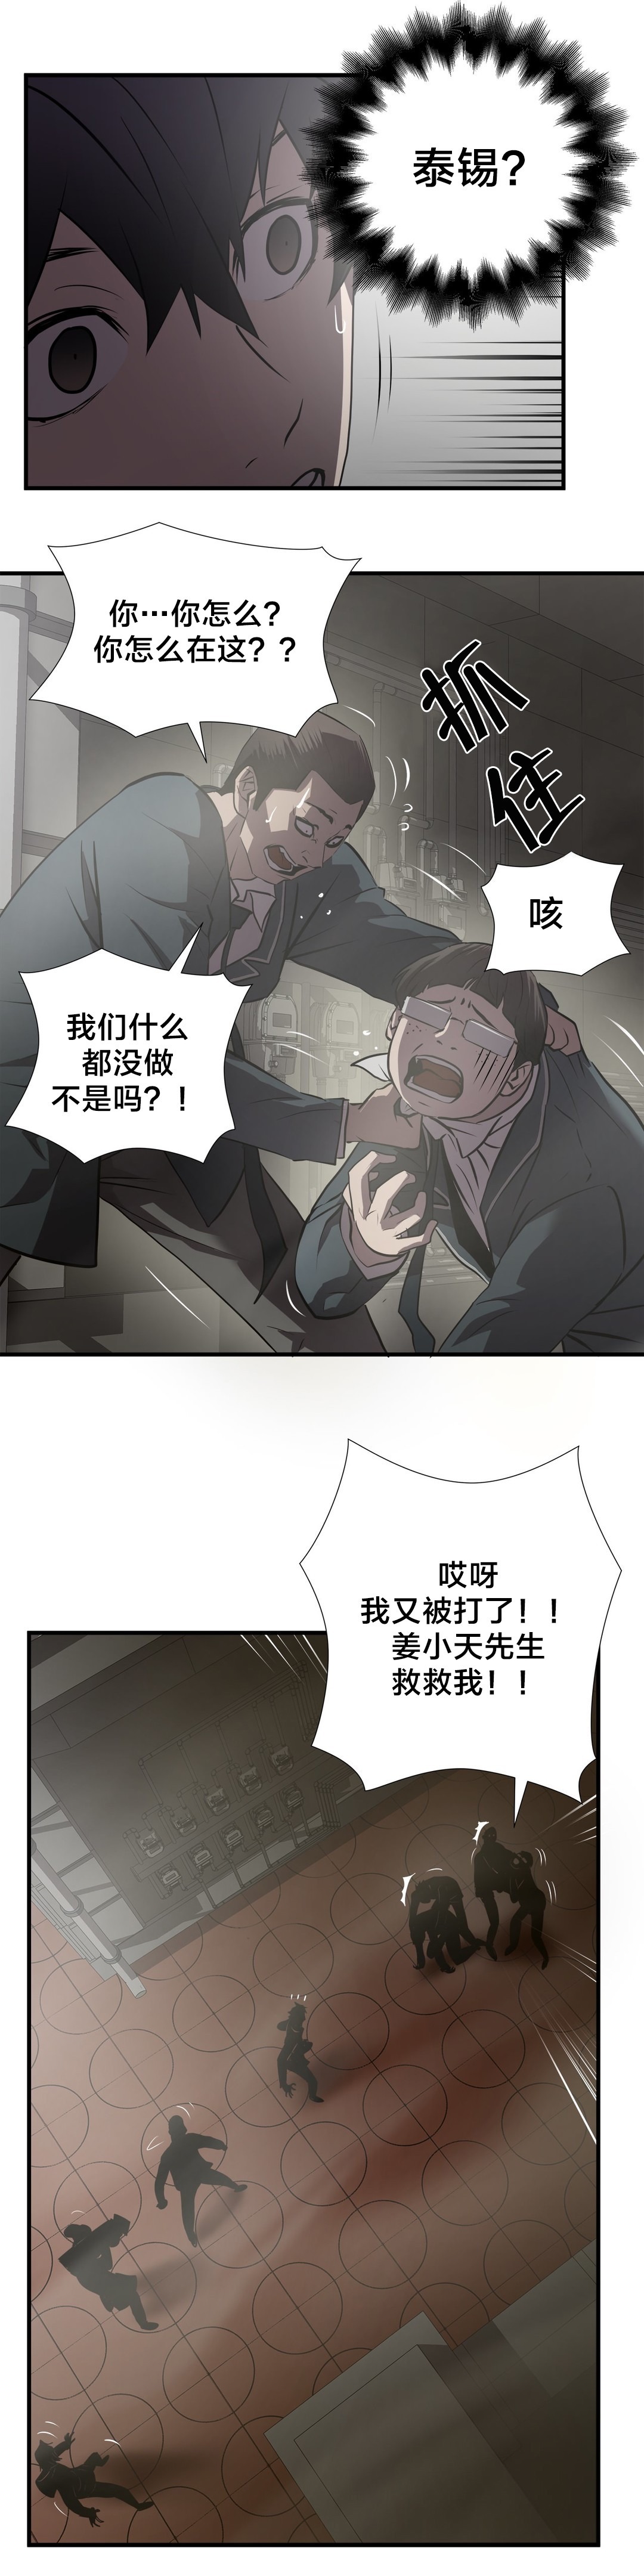 泰锡?
你…你怎么?
你怎么在这??
抓
住
咳
我们什么
都没做
不是吗?!
哎呀
我又被打了!!
姜小天先生
救救我!!